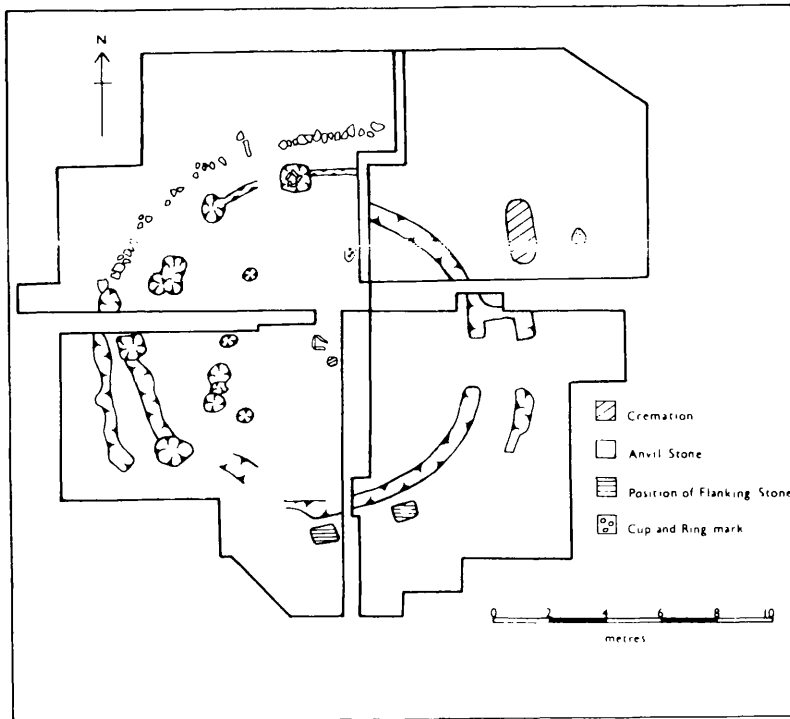 N
Cremation
Anvil Stone
Position of Flanking Stone
Cup and Ring mark
0 2 4 6 8 10
metres